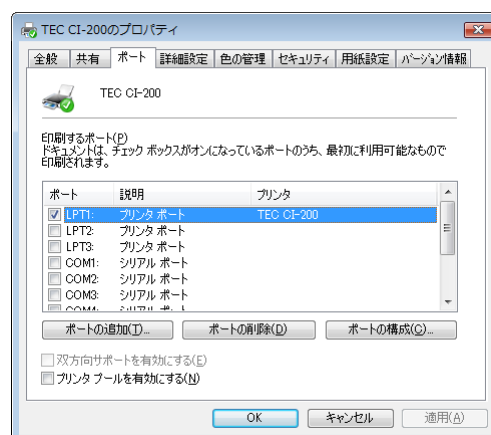 TEC CI-200のプロパティ
全般 共有 ポート 詳細設定 色の管理 セキュリティ 用紙設定 バージョン情報
TEC CI-200
印刷するポート(P)
ドキュメントは、チェック ボックスがオンになっているポートのうち、最初に利用可能なもので
印刷されます。
ポート 説明 プリンタ
LPT1: プリンタ ポート TEC CI-200
LPT2: プリンタ ポート
LPT3: プリンタ ポート
COM1: シリアル ポート
COM2: シリアル ポート
COM3: シリアル ポート
ポートの追加(T)... ポートの削除(D) ポートの構成(C)...
双方向サポートを有効にする(E)
プリンタ プールを有効にする(N)
OK キャンセル 適用(A)